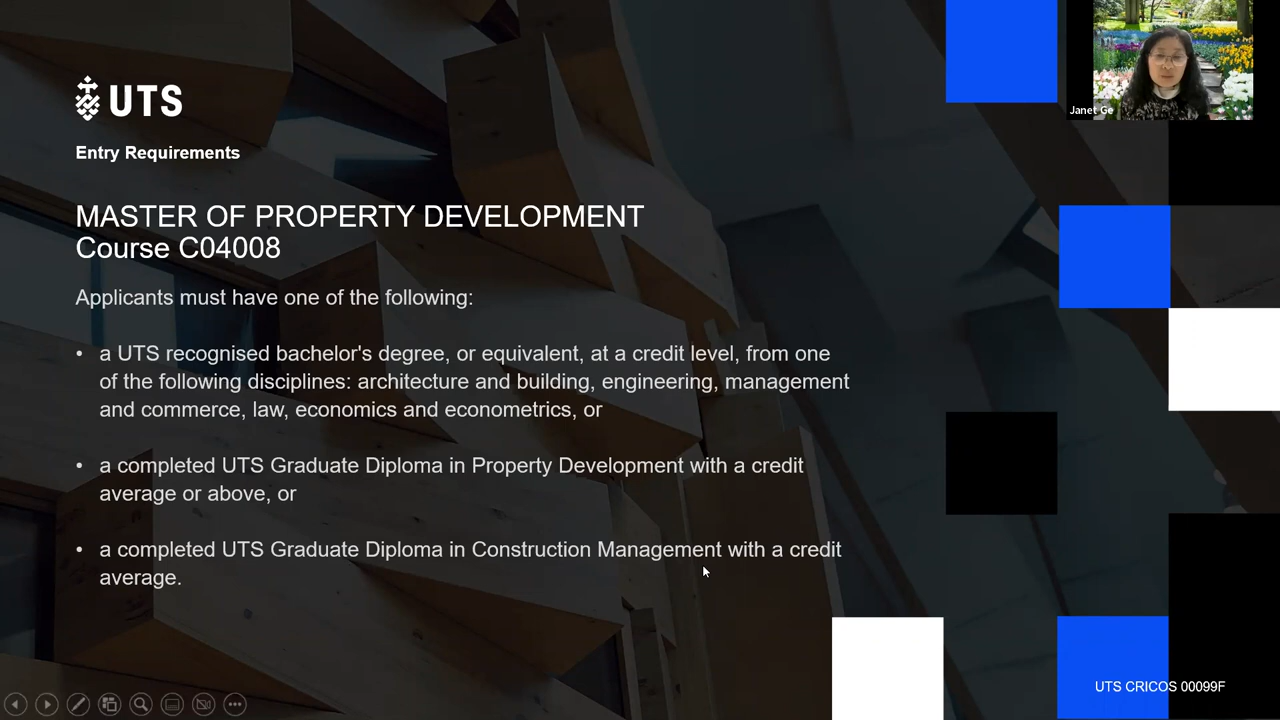 UTS
Janet Ge
Entry Requirements
MASTER OF PROPERTY DEVELOPMENT
Course C04008
Applicants must have one of the following:
• a UTS recognised bachelor's degree, or equivalent, at a credit level, from one
of the following disciplines: architecture and building, engineering, management
and commerce, law, economics and econometrics, or
• a completed UTS Graduate Diploma in Property Development with a credit
average or above, or
• a completed UTS Graduate Diploma in Construction Management with a credit
average.
UTS CRICOS 00099F